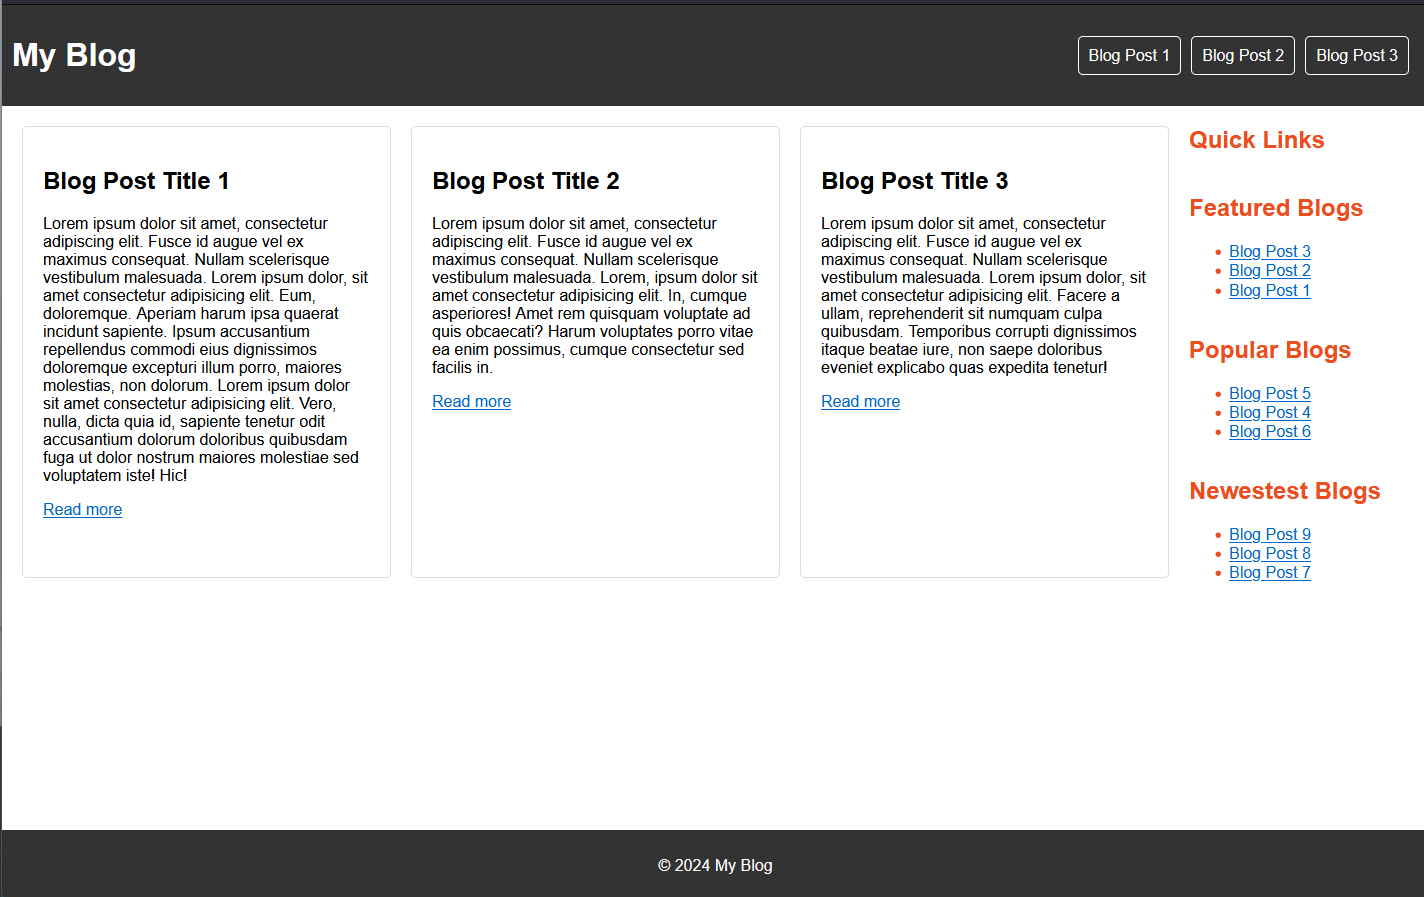 My Blog
Blog Post 1
Blog Post 2
Blog Post 3
Blog Post Title 1
Lorem ipsum dolor sit amet, consectetur
adipiscing elit. Fusce id augue vel ex
maximus consequat. Nullam scelerisque
vestibulum malesuada. Lorem ipsum dolor, sit
amet consectetur adipisicing elit. Eum,
doloremque. Aperiam harum ipsa quaerat
incidunt sapiente. Ipsum accusantium
repellendus commodi eius dignissimos
doloremque excepturi illum porro, maiores
molestias, non dolorum. Lorem ipsum dolor
sit amet consectetur adipisicing elit. Vero,
nulla, dicta quia id, sapiente tenetur odit
accusantium dolorum doloribus quibusdam
fuga ut dolor nostrum maiores molestiae sed
voluptatem iste! Hic!
Read more
Blog Post Title 2
Lorem ipsum dolor sit amet, consectetur
adipiscing elit. Fusce id augue vel ex
maximus consequat. Nullam scelerisque
vestibulum malesuada. Lorem, ipsum dolor sit
amet consectetur adipisicing elit. In, cumque
asperiores! Amet rem quisquam voluptate ad
quis obcaecati? Harum voluptates porro vitae
ea enim possimus, cumque consectetur sed
facilis in.
Read more
Blog Post Title 3
Lorem ipsum dolor sit amet, consectetur
adipiscing elit. Fusce id augue vel ex
maximus consequat. Nullam scelerisque
vestibulum malesuada. Lorem ipsum dolor, sit
amet consectetur adipisicing elit. Facere a
ullam, reprehenderit sit numquam culpa
quibusdam. Temporibus corrupti dignissimos
itaque beatae iure, non saepe doloribus
eveniet explicabo quas expedita tenetur!
Read more
Quick Links
Featured Blogs
• Blog Post 3
• Blog Post 2
• Blog Post 1
Popular Blogs
• Blog Post 5
• Blog Post 4
• Blog Post 6
Newestest Blogs
• Blog Post 9
• Blog Post 8
• Blog Post 7
© 2024 My Blog